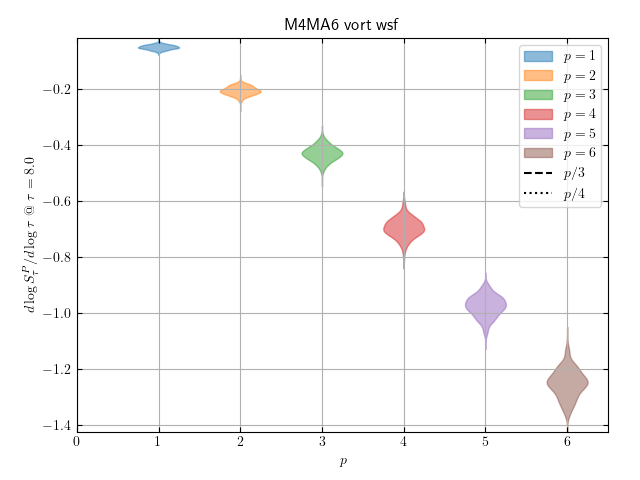 M4MA6 vort wsf
d log S_τ^P / d log τ @ τ = 8.0
−0.2
−0.4
−0.6
−0.8
−1.0
−1.2
−1.4
0 1 2 3 4 5 6
p
p = 1
p = 2
p = 3
p = 4
p = 5
p = 6
p/3
p/4